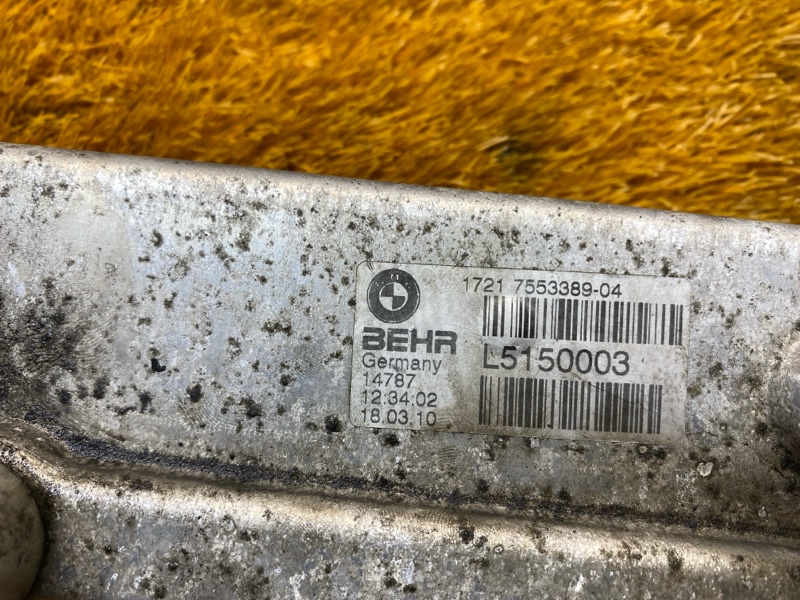 1721 7553389-04
BEHR
Germany
14787
12:34:02
18.03.10
L5150003